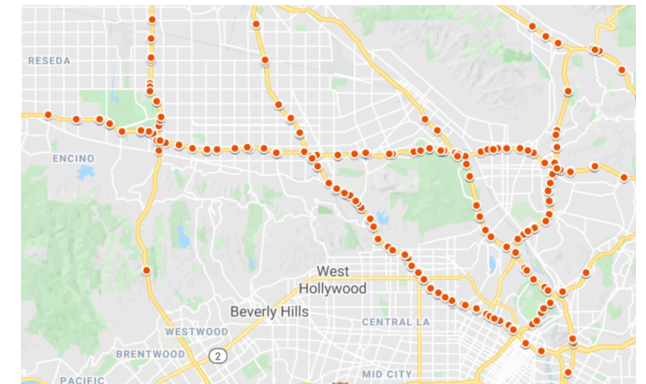 RESEDA
ENCINO
West
Hollywood
Beverly Hills
CENTRAL LA
WESTWOOD
BRENTWOOD
2
MID CITY
PACIFIC